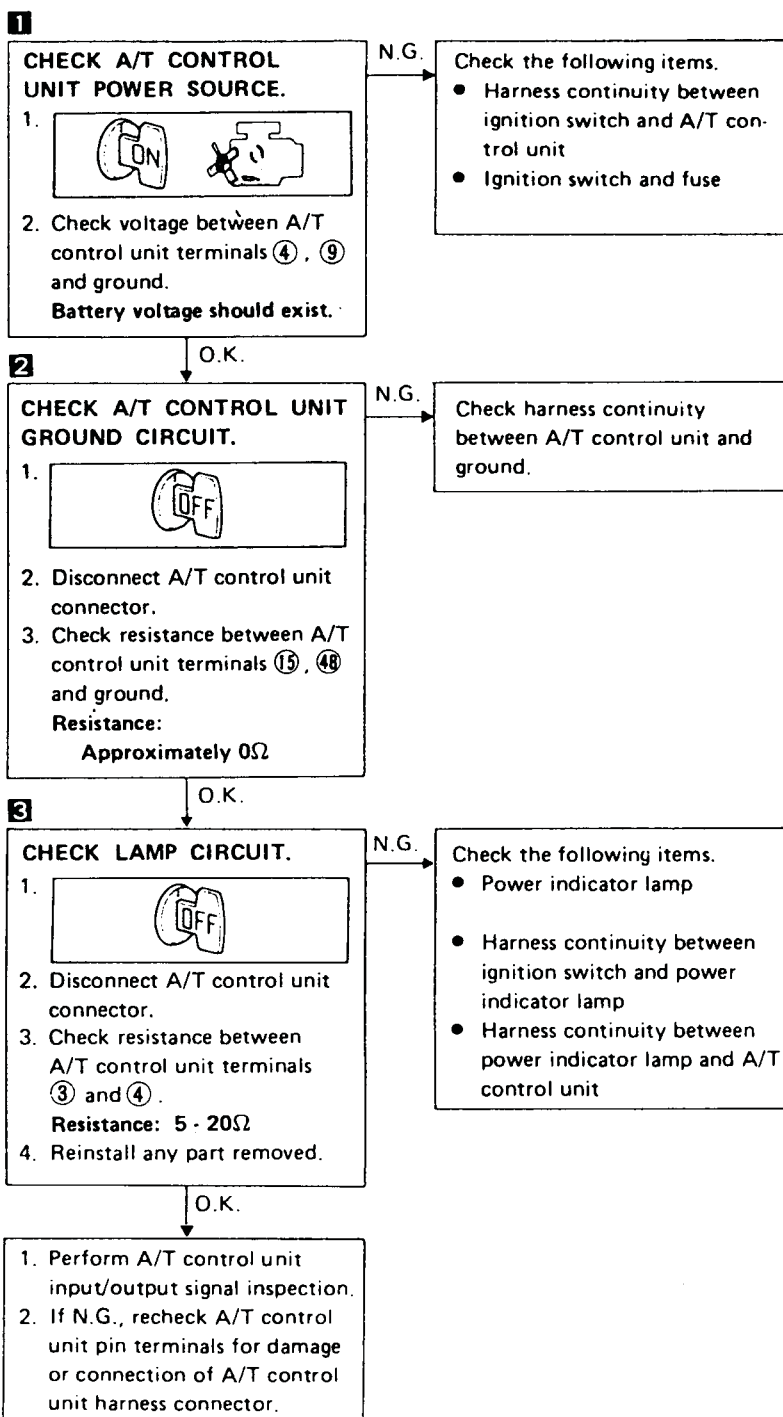 1
CHECK A/T CONTROL
UNIT POWER SOURCE.
1.
ON
2. Check voltage between A/T
control unit terminals ④, ⑨
and ground.
Battery voltage should exist.
N.G.
Check the following items.
● Harness continuity between
ignition switch and A/T con-
trol unit
● Ignition switch and fuse
O.K.
2
CHECK A/T CONTROL UNIT
GROUND CIRCUIT.
1.
OFF
2. Disconnect A/T control unit
connector.
3. Check resistance between A/T
control unit terminals ⑮, ㊽
and ground.
Resistance:
Approximately 0Ω
N.G.
Check harness continuity
between A/T control unit and
ground.
O.K.
3
CHECK LAMP CIRCUIT.
1.
OFF
2. Disconnect A/T control unit
connector.
3. Check resistance between
A/T control unit terminals
③ and ④.
Resistance: 5 - 20Ω
4. Reinstall any part removed.
N.G.
Check the following items.
● Power indicator lamp
● Harness continuity between
ignition switch and power
indicator lamp
● Harness continuity between
power indicator lamp and A/T
control unit
O.K.
1. Perform A/T control unit
input/output signal inspection.
2. If N.G., recheck A/T control
unit pin terminals for damage
or connection of A/T control
unit harness connector.